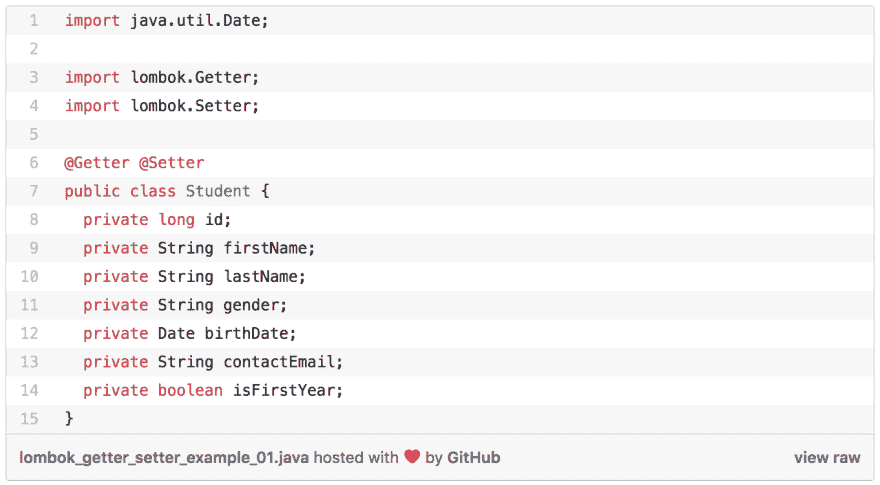 1 import java.util.Date;
2
3 import lombok.Getter;
4 import lombok.Setter;
5
6 @Getter @Setter
7 public class Student {
8 private long id;
9 private String firstName;
10 private String lastName;
11 private String gender;
12 private Date birthDate;
13 private String contactEmail;
14 private boolean isFirstYear;
15 }
lombok_getter_setter_example_01.java hosted with ❤ by GitHub view raw